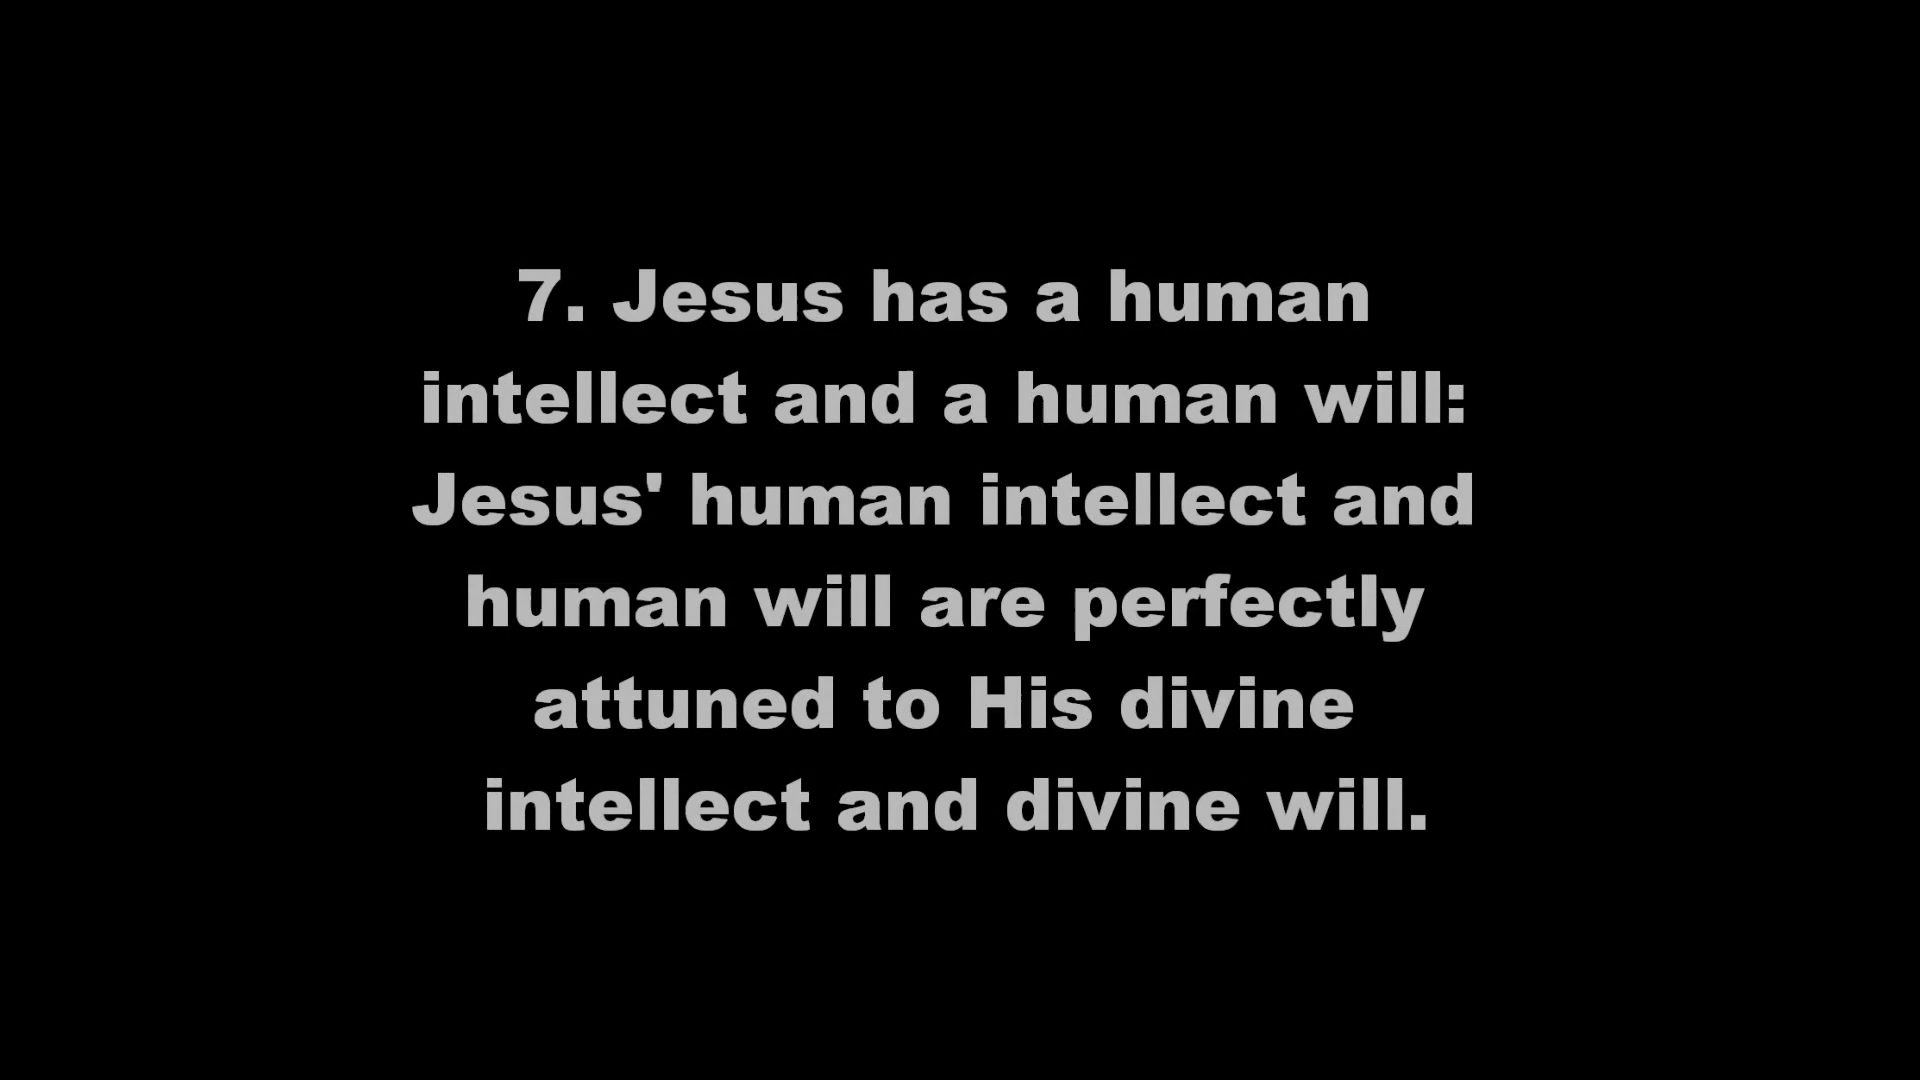 7. Jesus has a human
intellect and a human will:
Jesus' human intellect and
human will are perfectly
attuned to His divine
intellect and divine will.